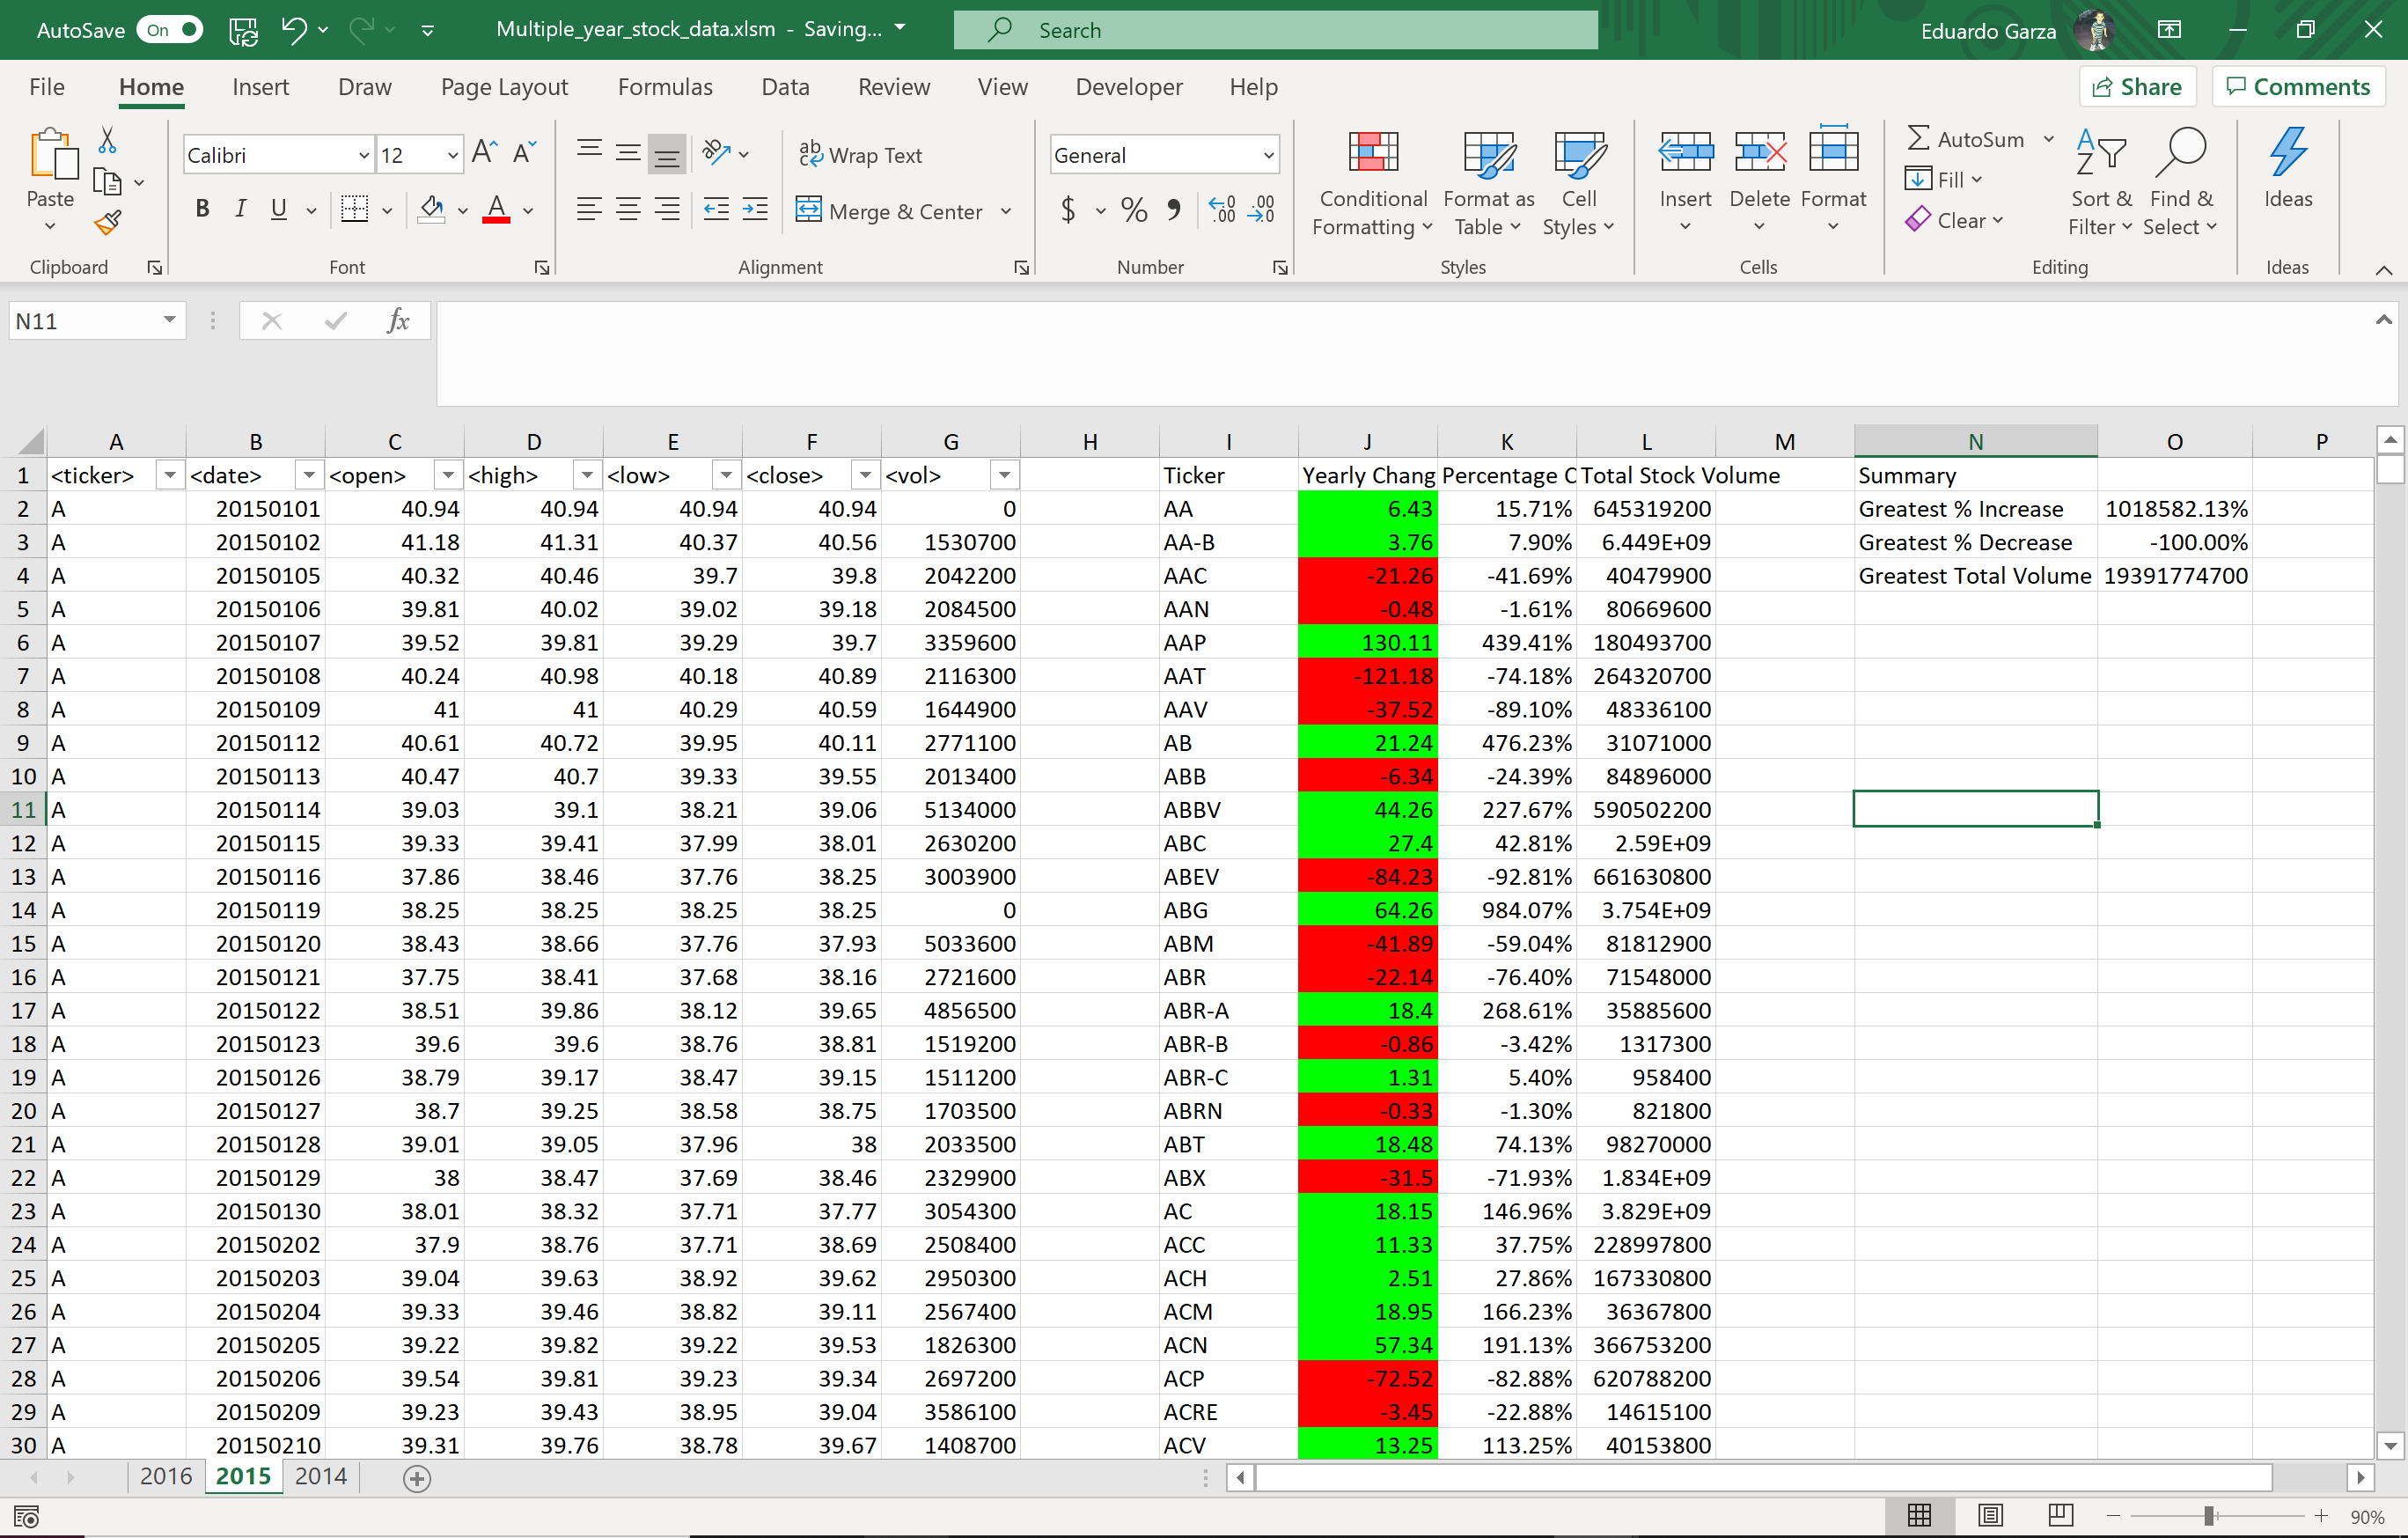 AutoSave On Multiple_year_stock_data.xlsm - Saving... Search Eduardo Garza
File Home Insert Draw Page Layout Formulas Data Review View Developer Help Share Comments
Paste Calibri 12 A A ab Wrap Text General Conditional Formatting Format as Table Cell Styles Insert Delete Format AutoSum Fill Clear Sort & Filter Find & Select Ideas
B I U A Merge & Center $ % , .00 .00
Clipboard Font Alignment Number Styles Cells Editing Ideas
N11 fx
A B C D E F G H I J K L M N O P
1 <ticker> <date> <open> <high> <low> <close> <vol> Ticker Yearly Chang Percentage C Total Stock Volume Summary
2 A 20150101 40.94 40.94 40.94 40.94 0 AA 6.43 15.71% 645319200 Greatest % Increase 1018582.13%
3 A 20150102 41.18 41.31 40.37 40.56 1530700 AA-B 3.76 7.90% 6.449E+09 Greatest % Decrease -100.00%
4 A 20150105 40.32 40.46 39.7 39.8 2042200 AAC -21.26 -41.69% 40479900 Greatest Total Volume 19391774700
5 A 20150106 39.81 40.02 39.02 39.18 2084500 AAN -0.48 -1.61% 80669600
6 A 20150107 39.52 39.81 39.29 39.7 3359600 AAP 130.11 439.41% 180493700
7 A 20150108 40.24 40.98 40.18 40.89 2116300 AAT -121.18 -74.18% 264320700
8 A 20150109 41 41 40.29 40.59 1644900 AAV -37.52 -89.10% 48336100
9 A 20150112 40.61 40.72 39.95 40.11 2771100 AB 21.24 476.23% 31071000
10 A 20150113 40.47 40.7 39.33 39.55 2013400 ABB -6.34 -24.39% 84896000
11 A 20150114 39.03 39.1 38.21 39.06 5134000 ABBV 44.26 227.67% 590502200
12 A 20150115 39.33 39.41 37.99 38.01 2630200 ABC 27.4 42.81% 2.59E+09
13 A 20150116 37.86 38.46 37.76 38.25 3003900 ABEV -84.23 -92.81% 661630800
14 A 20150119 38.25 38.25 38.25 38.25 0 ABG 64.26 984.07% 3.754E+09
15 A 20150120 38.43 38.66 37.76 37.93 5033600 ABM -41.89 -59.04% 81812900
16 A 20150121 37.75 38.41 37.68 38.16 2721600 ABR -22.14 -76.40% 71548000
17 A 20150122 38.51 39.86 38.12 39.65 4856500 ABR-A 18.4 268.61% 35885600
18 A 20150123 39.6 39.6 38.76 38.81 1519200 ABR-B -0.86 -3.42% 1317300
19 A 20150126 38.79 39.17 38.47 39.15 1511200 ABR-C 1.31 5.40% 958400
20 A 20150127 38.7 39.25 38.58 38.75 1703500 ABRN -0.33 -1.30% 821800
21 A 20150128 39.01 39.05 37.96 38 2033500 ABT 18.48 74.13% 98270000
22 A 20150129 38 38.47 37.69 38.46 2329900 ABX -31.5 -71.93% 1.834E+09
23 A 20150130 38.01 38.32 37.71 37.77 3054300 AC 18.15 146.96% 3.829E+09
24 A 20150202 37.9 38.76 37.71 38.69 2508400 ACC 11.33 37.75% 228997800
25 A 20150203 39.04 39.63 38.92 39.62 2950300 ACH 2.51 27.86% 167330800
26 A 20150204 39.33 39.46 38.82 39.11 2567400 ACM 18.95 166.23% 36367800
27 A 20150205 39.22 39.82 39.22 39.53 1826300 ACN 57.34 191.13% 366753200
28 A 20150206 39.54 39.81 39.23 39.34 2697200 ACP -72.52 -82.88% 620788200
29 A 20150209 39.23 39.43 38.95 39.04 3586100 ACRE -3.45 -22.88% 14615100
30 A 20150210 39.31 39.76 38.78 39.67 1408700 ACV 13.25 113.25% 40153800
2016 2015 2014
90%